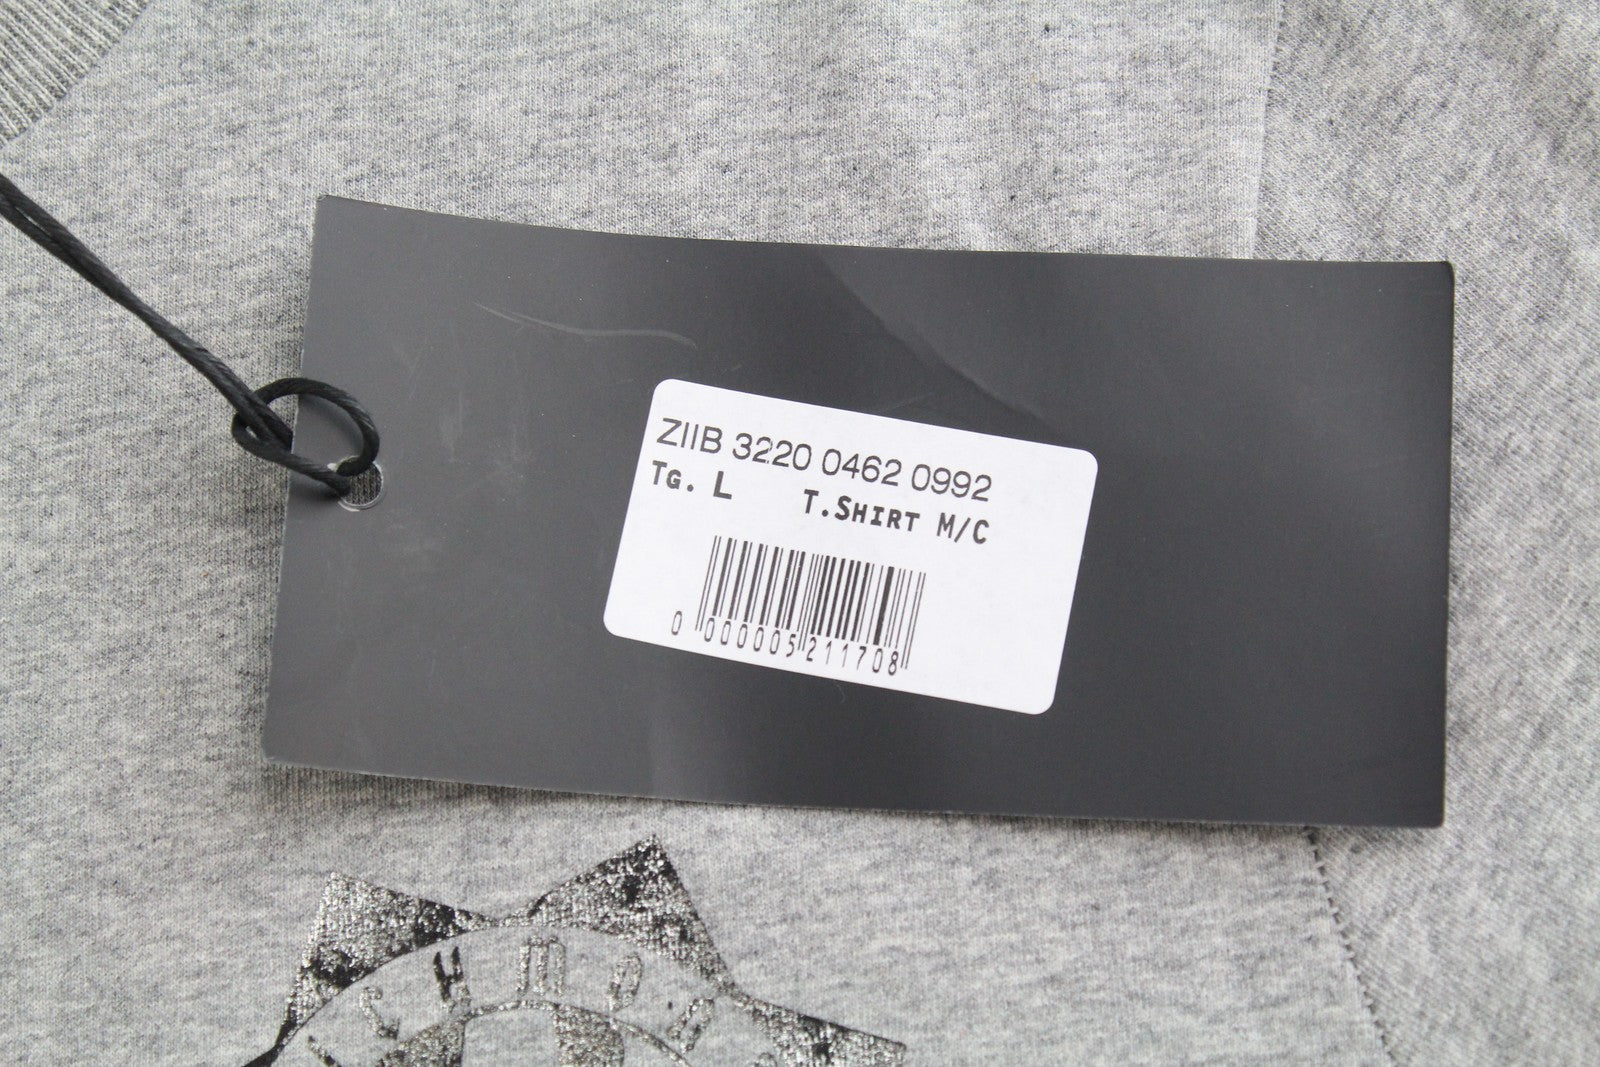 ZIIB 3220 0462 0992
Tg. L T.Shirt M/C
0 000005 211708